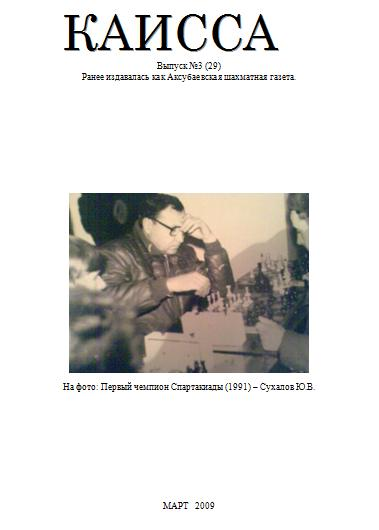 КАИССА
Выпуск №3 (29)
Ранее издавалась как Аксубаевская шахматная газета.
На фото: Первый чемпион Спартакиады (1991) – Сухалов Ю.В.
МАРТ 2009